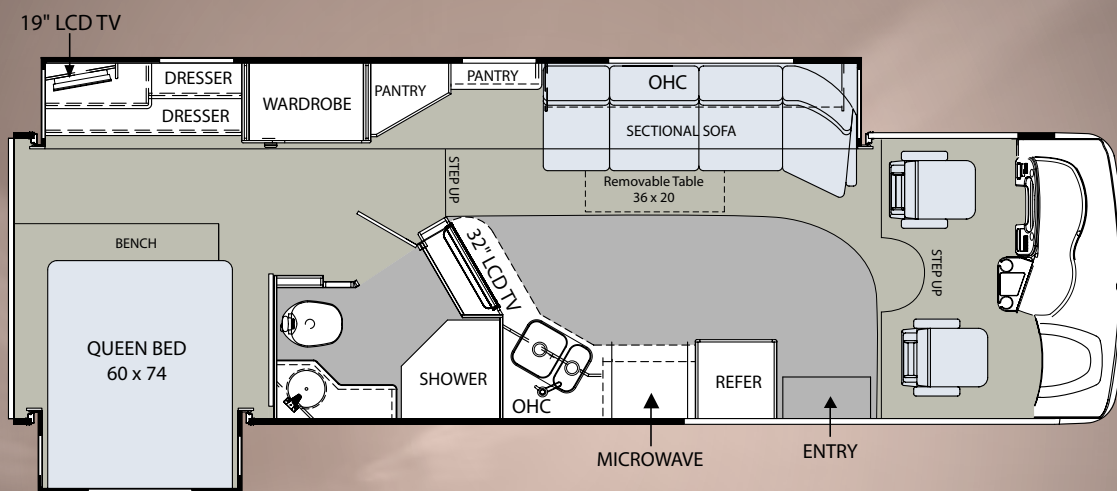 19" LCD TV
DRESSER
DRESSER
WARDROBE
PANTRY
PANTRY
OHC
SECTIONAL SOFA
Removable Table
36 x 20
STEP UP
STEP UP
BENCH
32" LCD TV
QUEEN BED
60 x 74
SHOWER
OHC
REFER
MICROWAVE
ENTRY